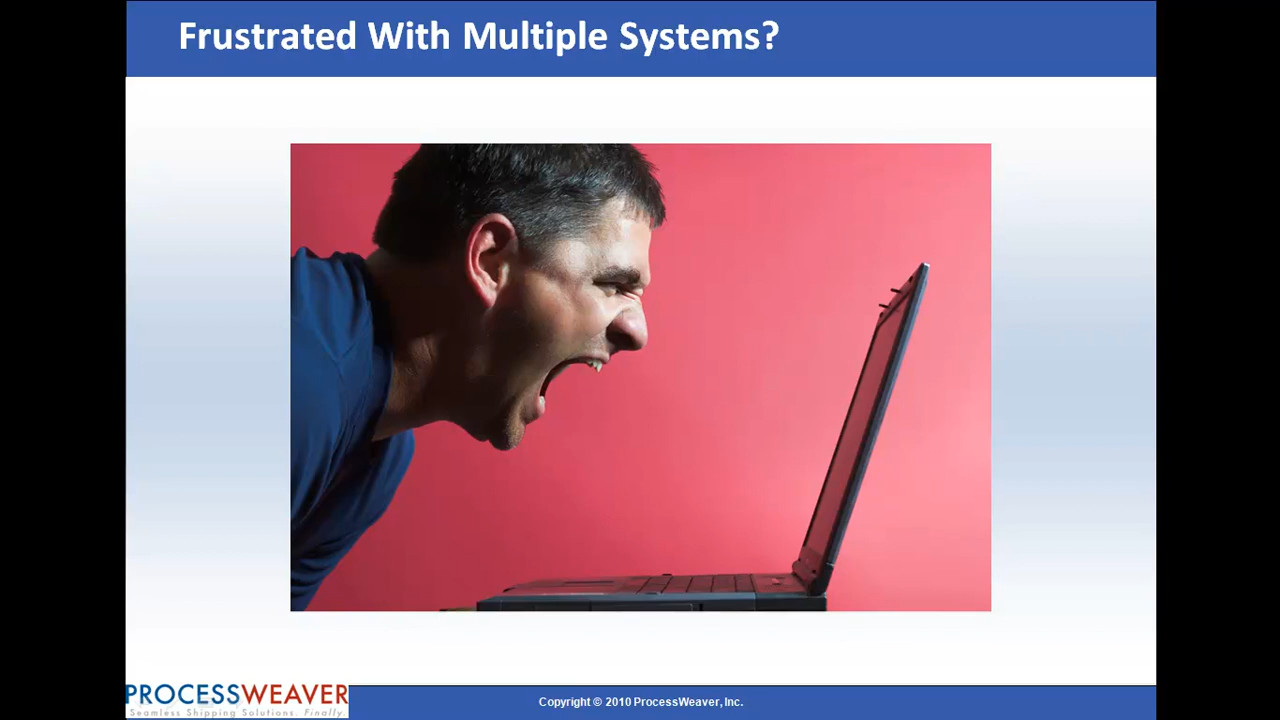 Frustrated With Multiple Systems?
PROCESSWEAVER
Seamless Shipping Solutions. Finally.
Copyright © 2010 ProcessWeaver, Inc.